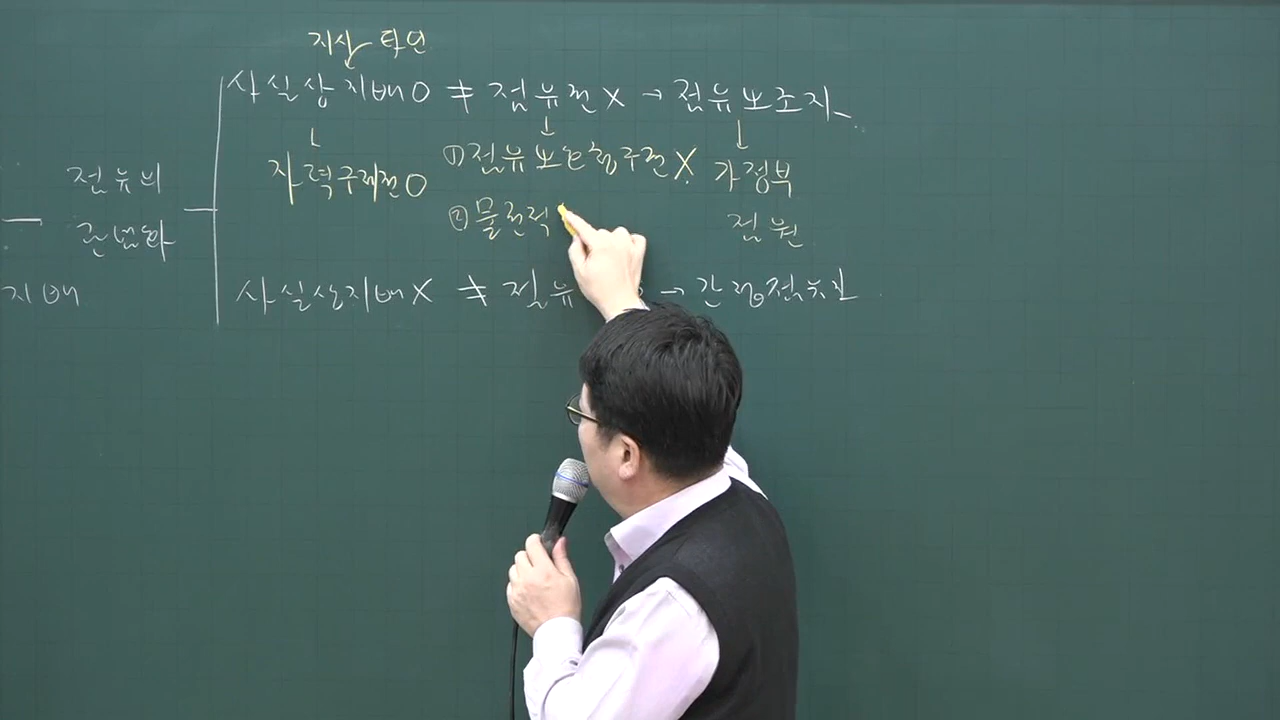 지시 타인
사실상 지배 O ≠ 점유권 X → 점유보조자
점유의
관념화
자력구제권 O
① 점유보호청구권 X
가정부
점원
② 물권적
지배
사실상지배 X ≠ 점유 → 간접점유자